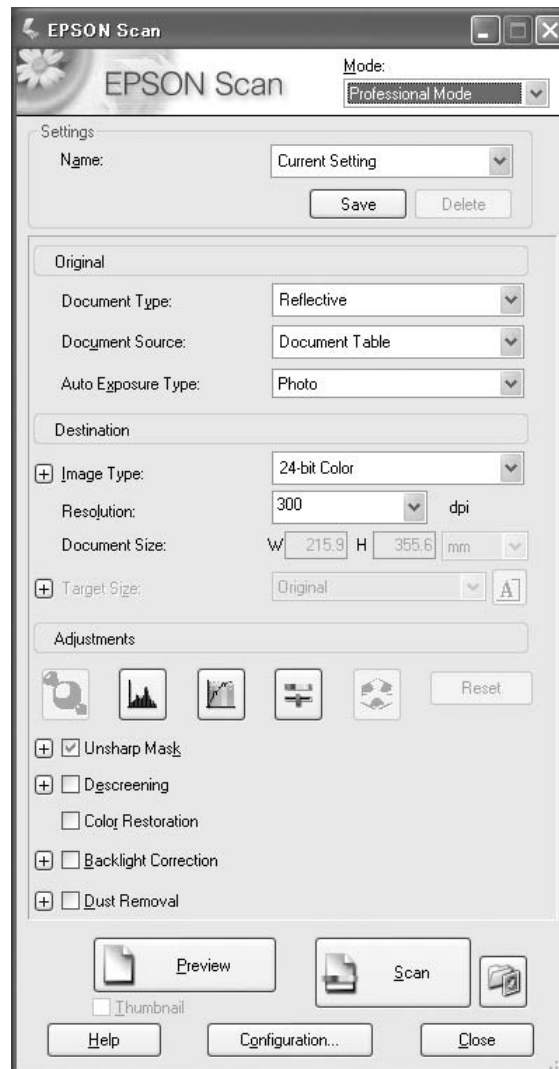 EPSON Scan
EPSON Scan
Mode:
Professional Mode
Settings
Name:
Current Setting
Save
Delete
Original
Document Type:
Reflective
Document Source:
Document Table
Auto Exposure Type:
Photo
Destination
Image Type:
24-bit Color
Resolution:
300
dpi
Document Size:
W 215.9 H 355.6 mm
Target Size:
Original
A
Adjustments
Reset
Unsharp Mask
Descreening
Color Restoration
Backlight Correction
Dust Removal
Preview
Scan
Thumbnail
Help
Configuration...
Close